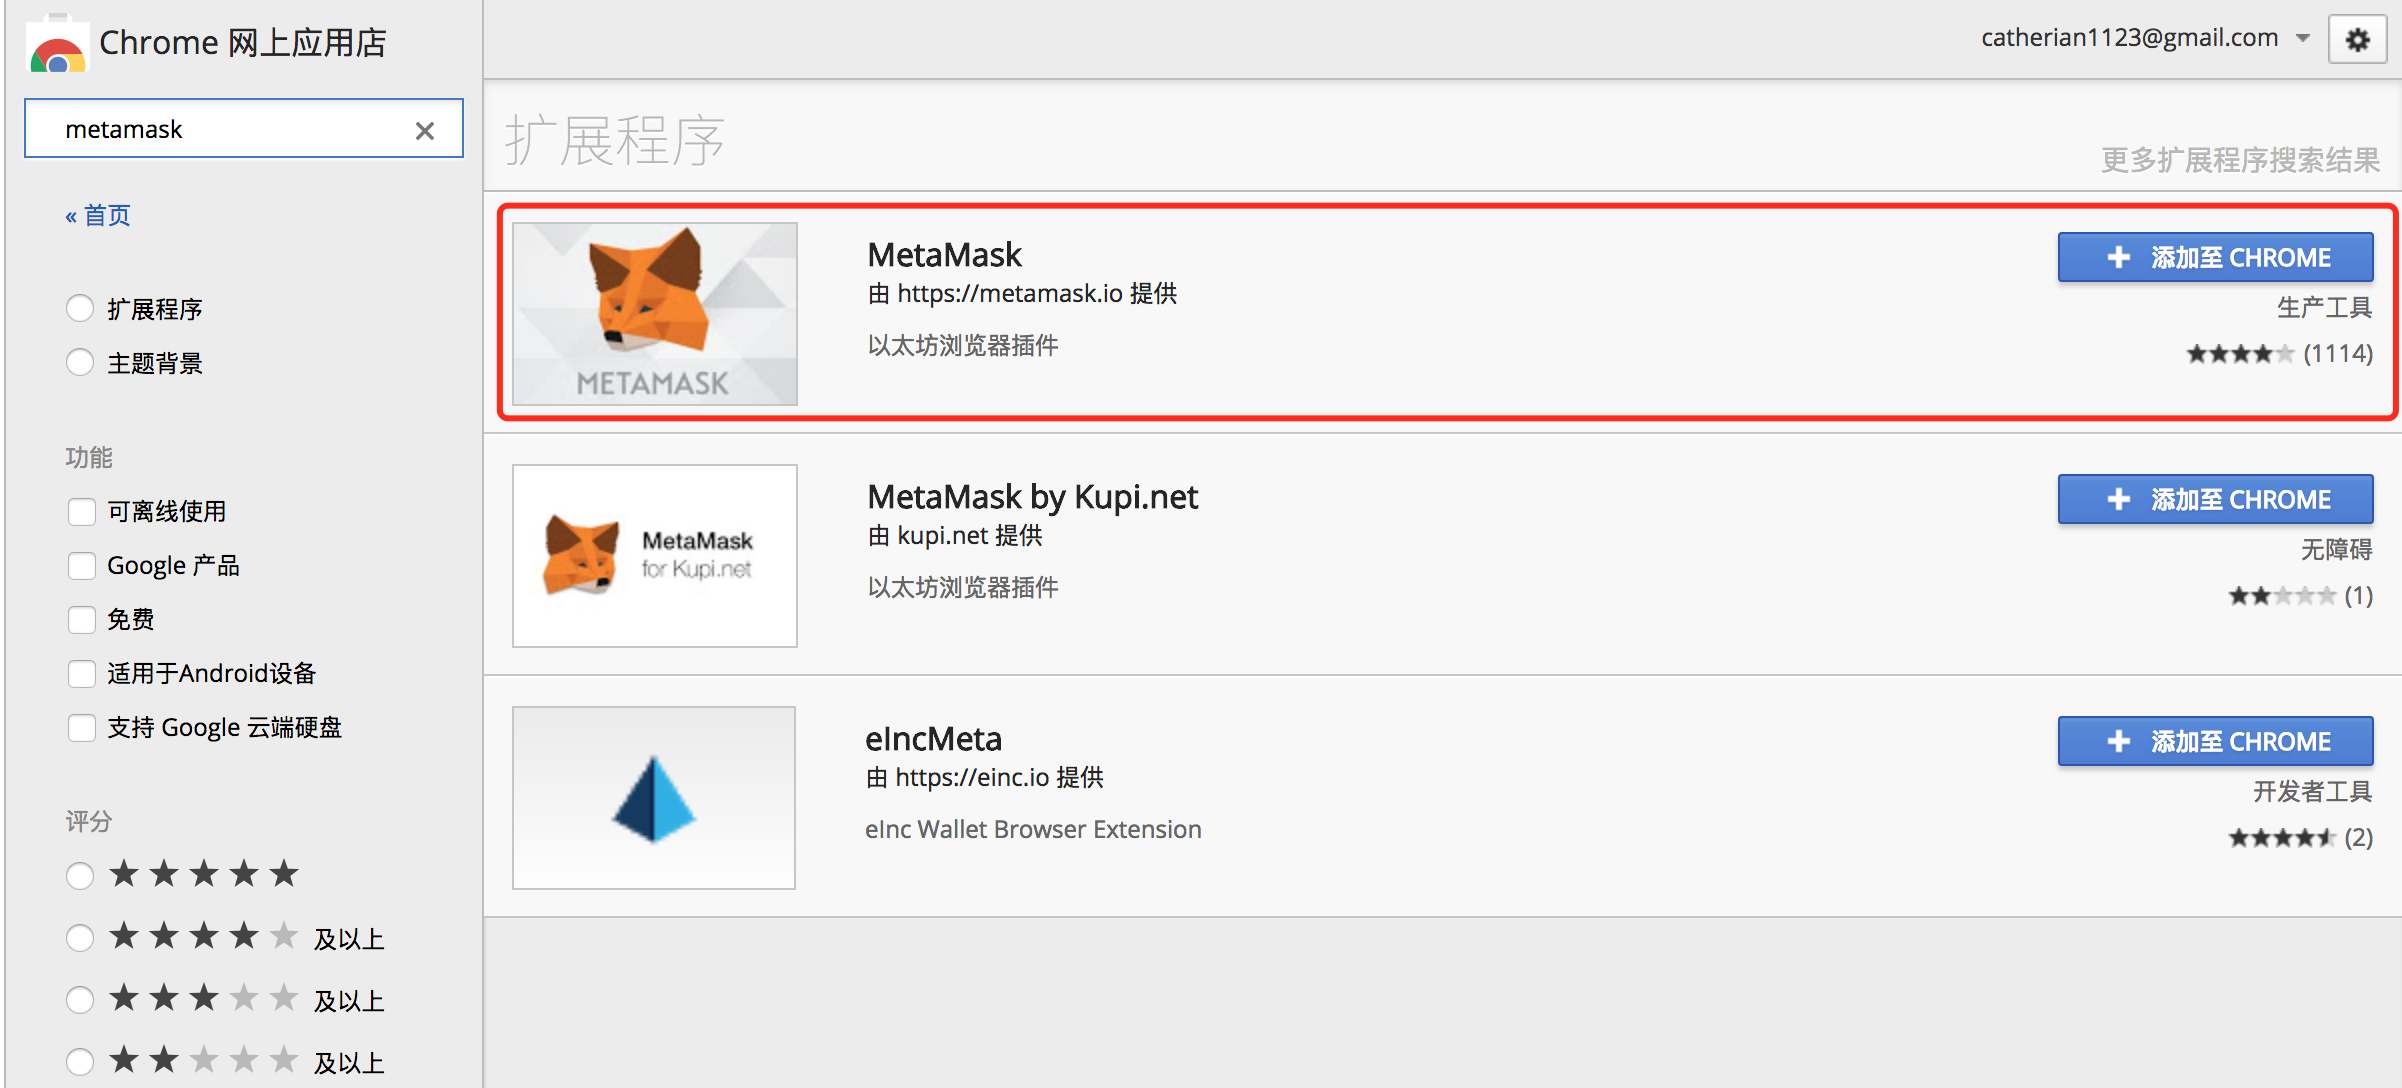 Chrome 网上应用店
catherian1123@gmail.com
metamask
« 首页
扩展程序
主题背景
功能
可离线使用
Google 产品
免费
适用于Android设备
支持 Google 云端硬盘
评分
及以上
及以上
及以上
扩展程序
更多扩展程序搜索结果
METAMASK
MetaMask
由 https://metamask.io 提供
以太坊浏览器插件
添加至 CHROME
生产工具
(1114)
MetaMask
for Kupi.net
MetaMask by Kupi.net
由 kupi.net 提供
以太坊浏览器插件
添加至 CHROME
无障碍
(1)
eIncMeta
由 https://einc.io 提供
eInc Wallet Browser Extension
添加至 CHROME
开发者工具
(2)